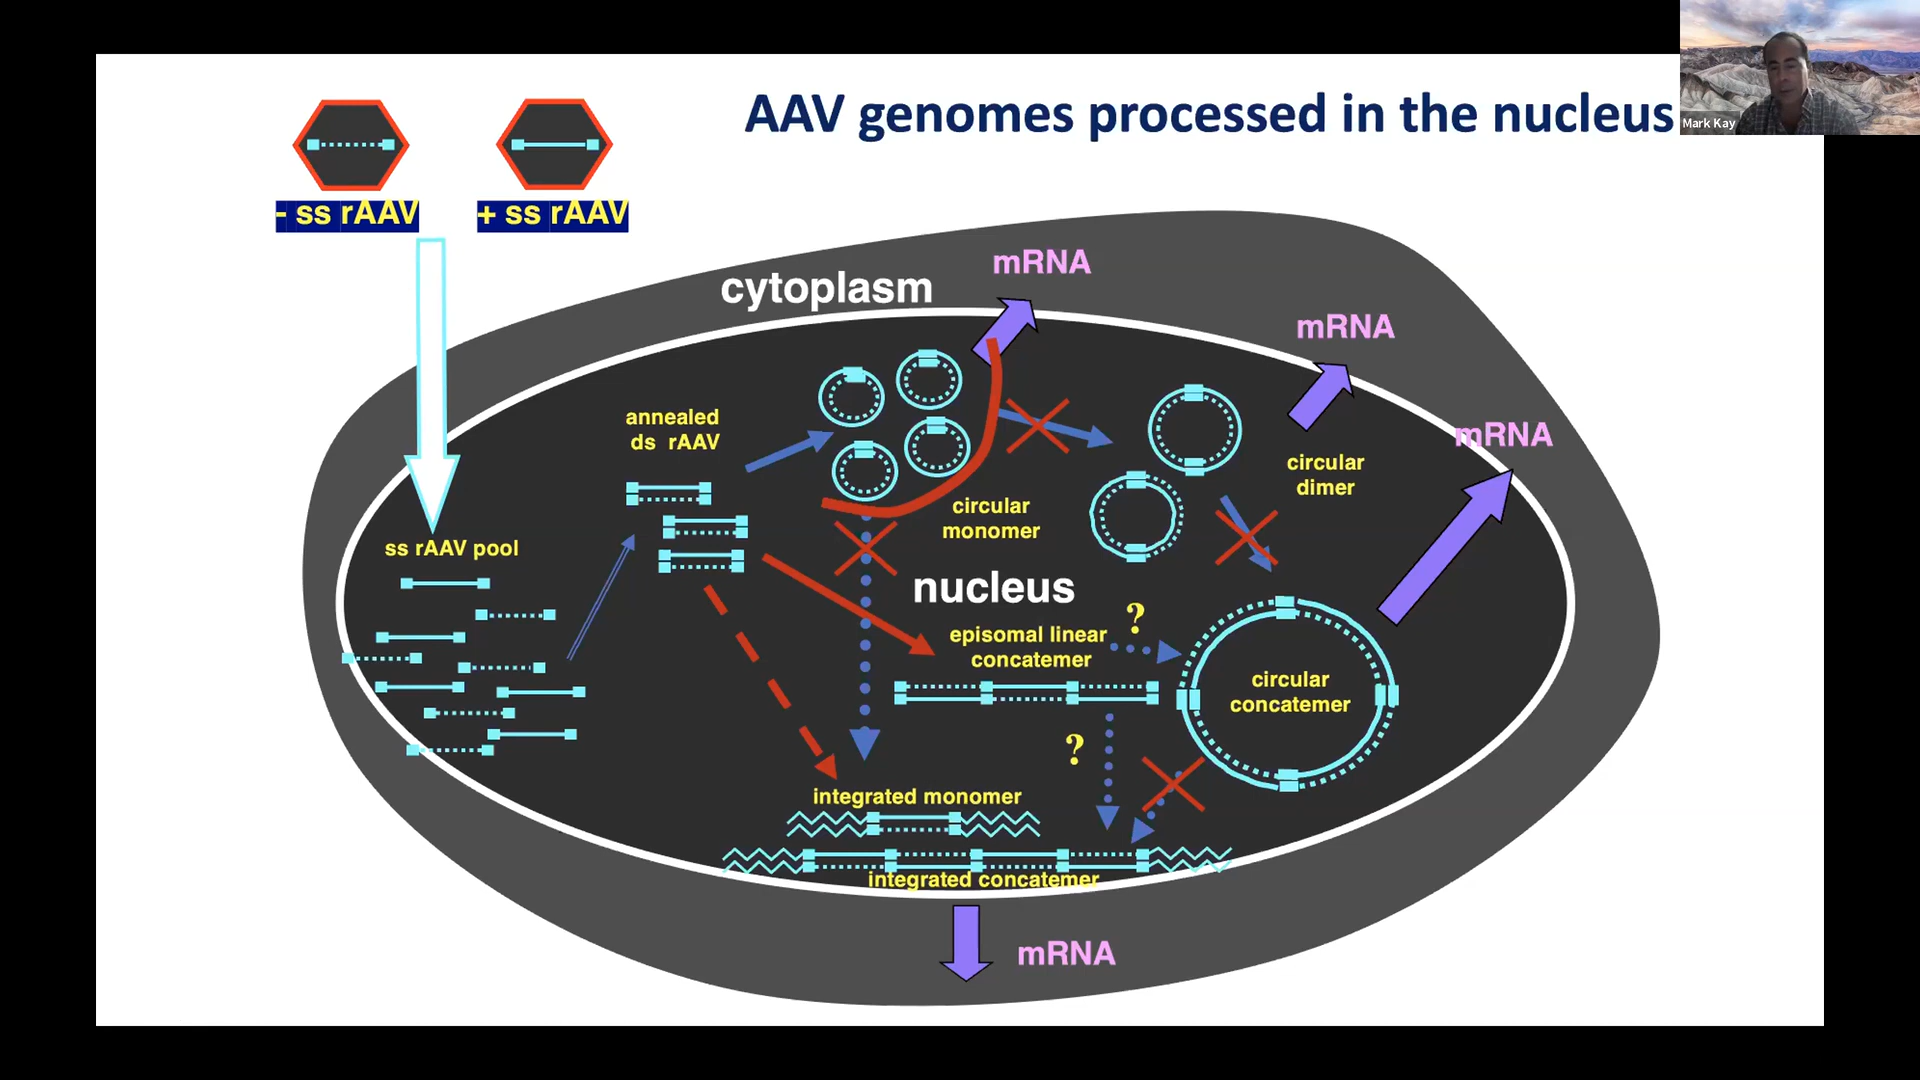 AAV genomes processed in the nucleus
Mark Kay
- ss rAAV
+ ss rAAV
cytoplasm
mRNA
mRNA
mRNA
annealed
ds rAAV
circular
monomer
circular
dimer
ss rAAV pool
nucleus
?
episomal linear
concatemer
circular
concatemer
?
integrated monomer
integrated concatemer
mRNA